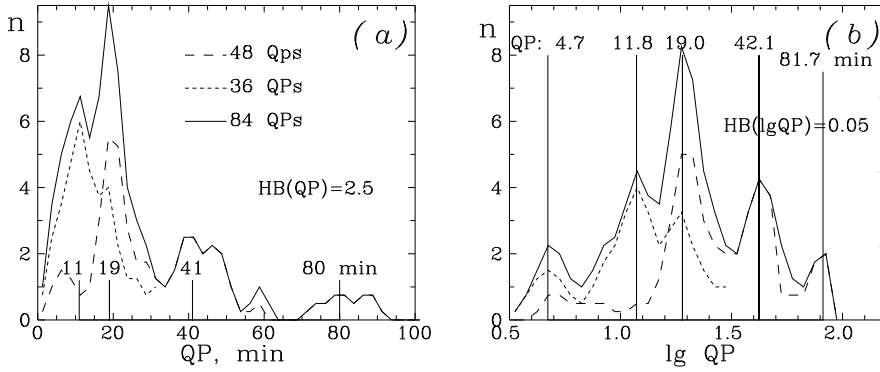 n
8
6
4
2
0
(a)
48 Qps
36 QPs
84 QPs
HB(QP)=2.5
11 19 41 80 min
0 20 40 60 80 100
QP, min
n
8
6
4
2
0
(b)
QP: 4.7 11.8 19.0 42.1
81.7 min
HB(lgQP)=0.05
0.5 1.0 1.5 2.0
lg QP